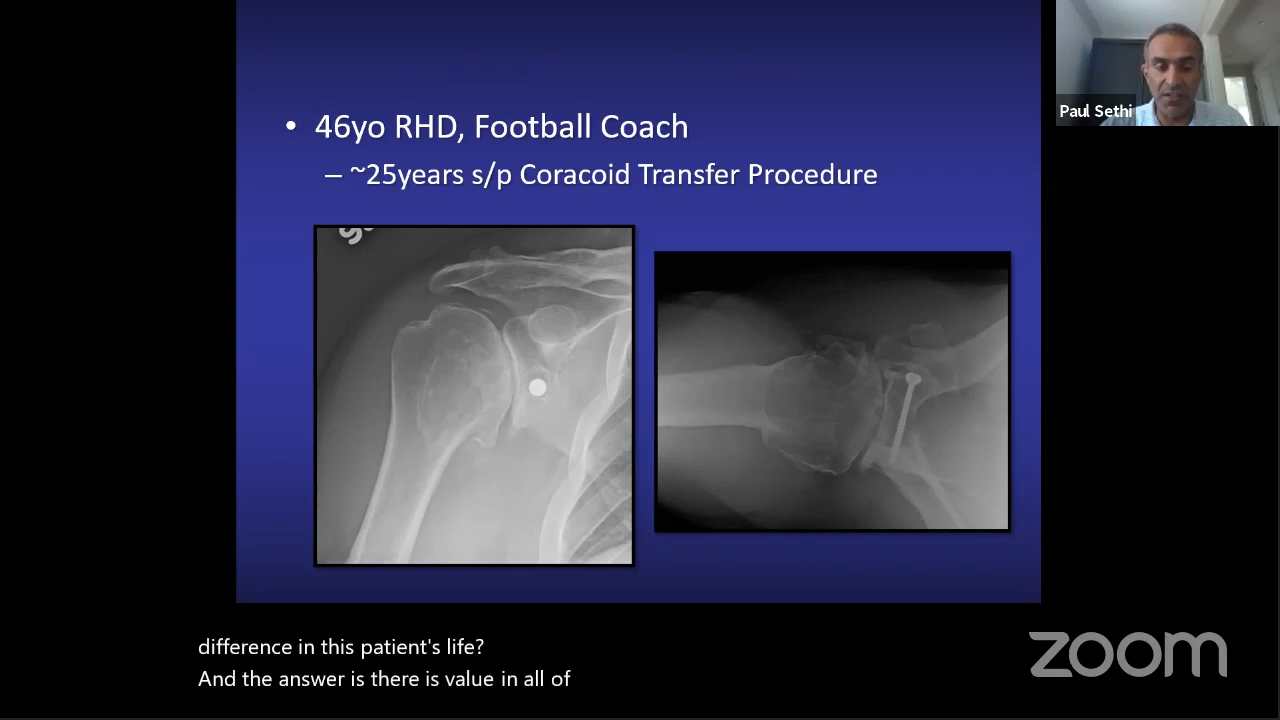 • 46yo RHD, Football Coach
– ~25years s/p Coracoid Transfer Procedure
Paul Sethi
difference in this patient's life?
And the answer is there is value in all of
zoom